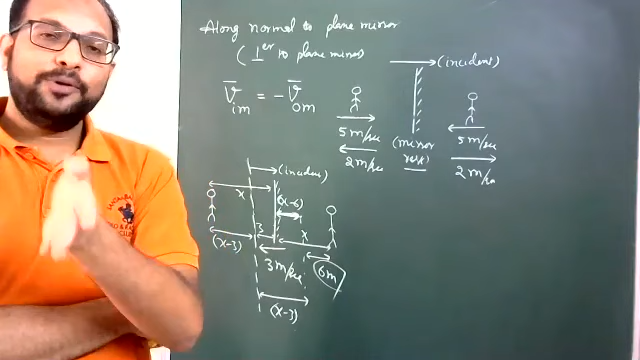 Along normal to plane mirror
(⊥er to plane mirror)
V̄im = − V̄om
(incident)
5 m/sec
2 m/sec
(mirror rest)
5 m/sec
2 m/sec
(incident)
x
(x-6)
3
x
(x-3)
3 m/sec
6m
(x-3)